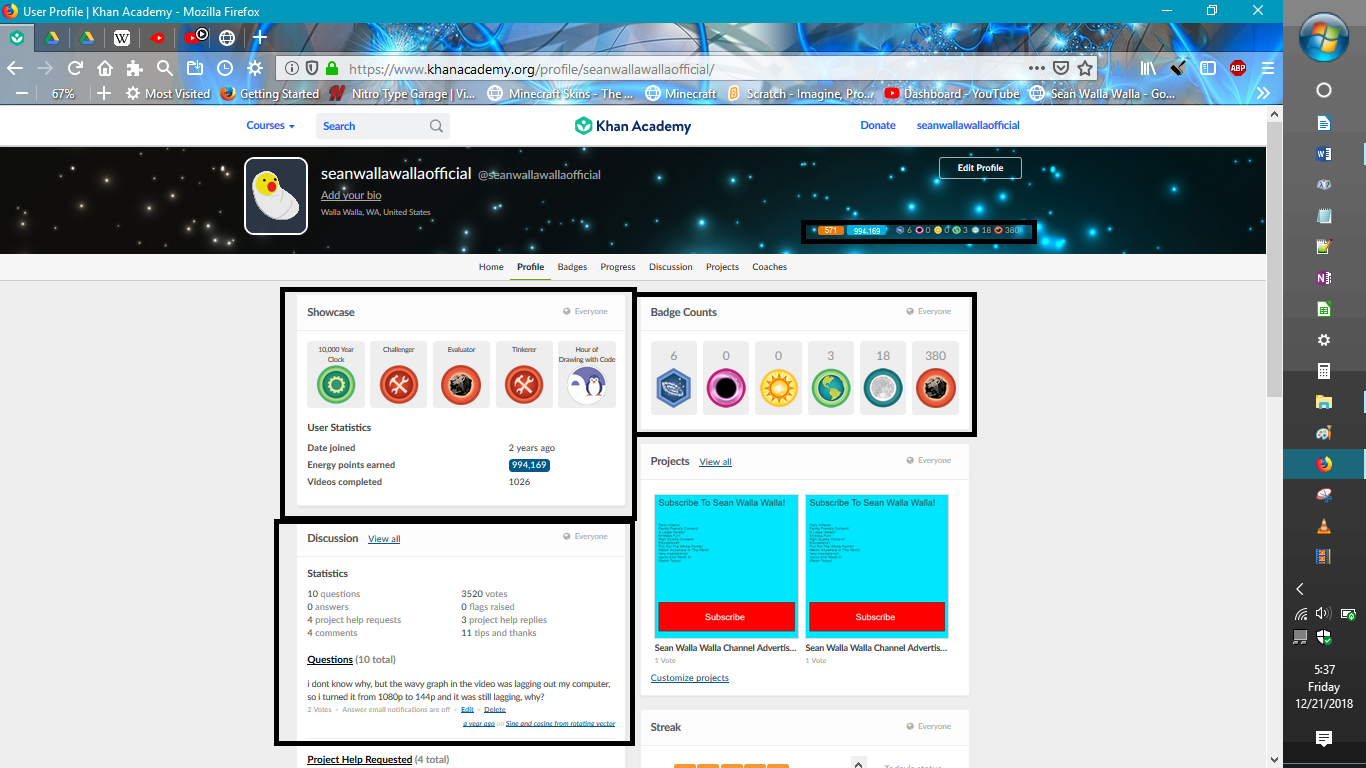 User Profile | Khan Academy - Mozilla Firefox
https://www.khanacademy.org/profile/seanwallawallaofficial/
ABP
67%
Most Visited
Getting Started
Nitro Type Garage | Vi...
Minecraft Skins - The ...
Minecraft
Scratch - Imagine, Pro...
Dashboard - YouTube
Sean Walla Walla - Go...
Courses
Search
Khan Academy
Donate
seanwallawallaofficial
seanwallawallaofficial @seanwallawallaofficial
Add your bio
Walla Walla, WA, United States
Edit Profile
571 994,169 6 0 0 3 18 380
Home Profile Badges Progress Discussion Projects Coaches
Showcase Everyone
10,000 Year Clock
Challenger
Evaluator
Tinkerer
Hour of Drawing with Code
User Statistics
Date joined 2 years ago
Energy points earned 994,169
Videos completed 1026
Badge Counts Everyone
6 0 0 3 18 380
Discussion View all Everyone
Statistics
10 questions 3520 votes
0 answers 0 flags raised
4 project help requests 3 project help replies
4 comments 11 tips and thanks
Questions (10 total)
i dont know why, but the wavy graph in the video was lagging out my computer,
so i turned it from 1080p to 144p and it was still lagging, why?
2 Votes • Answer email notifications are off • Edit • Delete
a year ago on Sine and cosine from rotating vector
Project Help Requested (4 total)
Projects View all Everyone
Subscribe To Sean Walla Walla!
Subscribe
Subscribe To Sean Walla Walla!
Subscribe
Sean Walla Walla Channel Advertis...
1 Vote
Sean Walla Walla Channel Advertis...
1 Vote
Customize projects
Streak Everyone
Today's status
5:37
Friday
12/21/2018